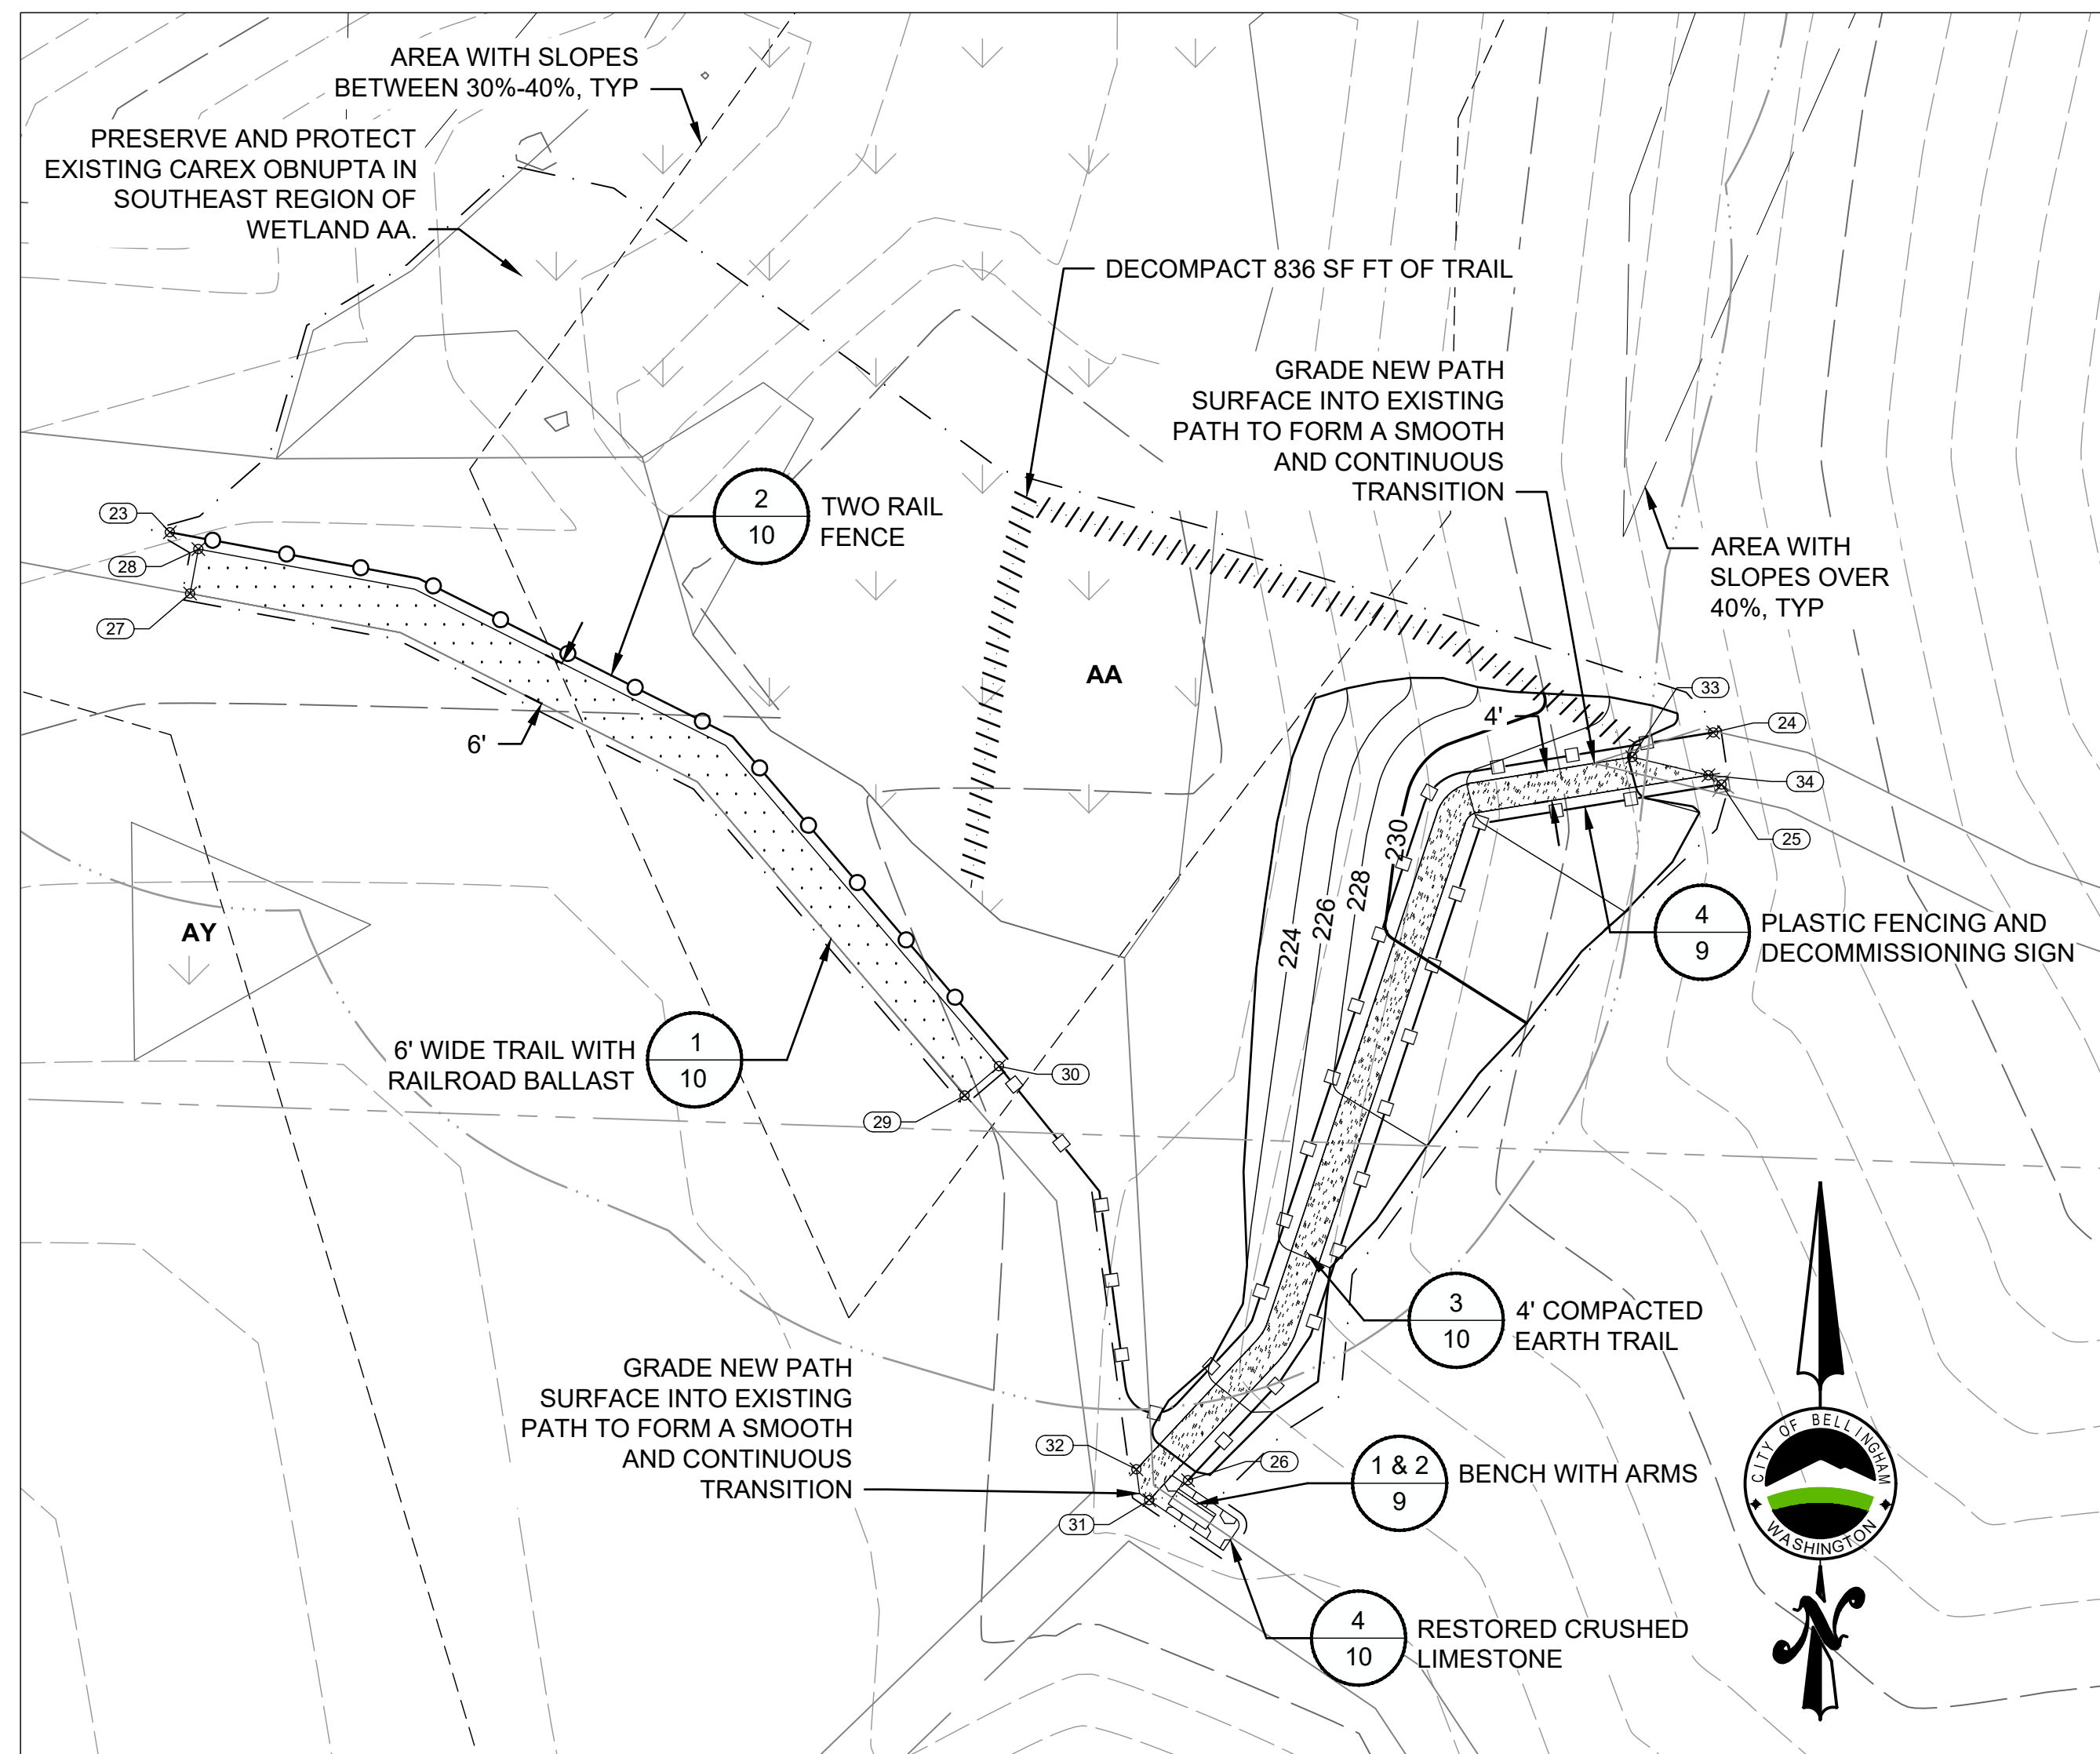 AREA WITH SLOPES
BETWEEN 30%-40%, TYP
PRESERVE AND PROTECT
EXISTING CAREX OBNUPTA IN
SOUTHEAST REGION OF
WETLAND AA.
DECOMPACT 836 SF FT OF TRAIL
GRADE NEW PATH
SURFACE INTO EXISTING
PATH TO FORM A SMOOTH
AND CONTINUOUS
TRANSITION
2
10
TWO RAIL
FENCE
AREA WITH
SLOPES OVER
40%, TYP
23
28
27
6'
AA
4'
33
24
34
25
230
228
226
224
4
9
PLASTIC FENCING AND
DECOMMISSIONING SIGN
AY
6' WIDE TRAIL WITH
RAILROAD BALLAST
1
10
30
29
3
10
4' COMPACTED
EARTH TRAIL
GRADE NEW PATH
SURFACE INTO EXISTING
PATH TO FORM A SMOOTH
AND CONTINUOUS
TRANSITION
32
26
31
1 & 2
9
BENCH WITH ARMS
4
10
RESTORED CRUSHED
LIMESTONE
CITY OF BELLINGHAM
WASHINGTON
N